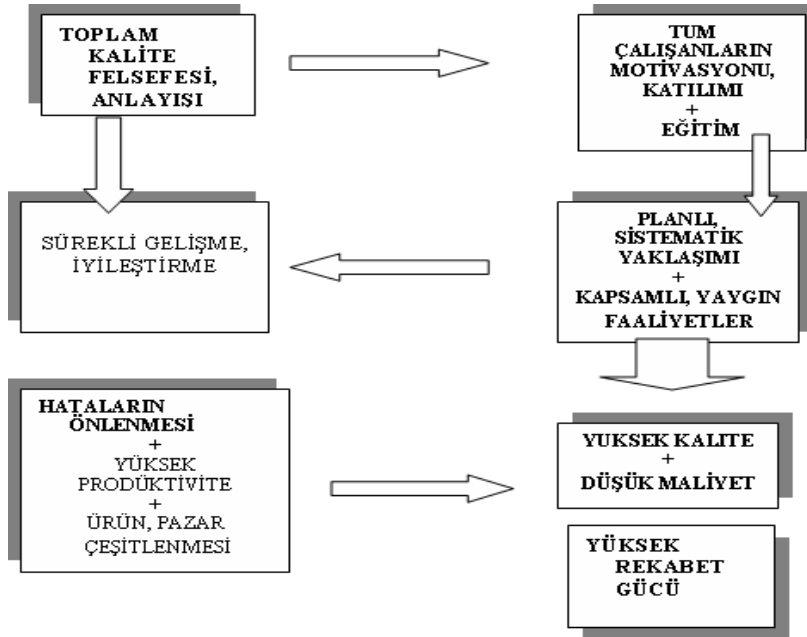 TOPLAM
KALİTE
FELSEFESİ,
ANLAYIŞI
TUM
ÇALIŞANLARIN
MOTİVASYONU,
KATILIMI
+
EĞİTİM
SÜREKLİ GELİŞME,
İYİLEŞTİRME
PLANLI,
SİSTEMATİK
YAKLAŞIMI
+
KAPSAMLI, YAYGIN
FAALİYETLER
HATALARIN
ÖNLENMESİ
+
YÜKSEK
PRODÜKTİVİTE
+
ÜRÜN, PAZAR
ÇEŞİTLENMESİ
YUKSEK KALITE
+
DÜŞÜK MALİYET
YÜKSEK
REKABET
GÜCÜ